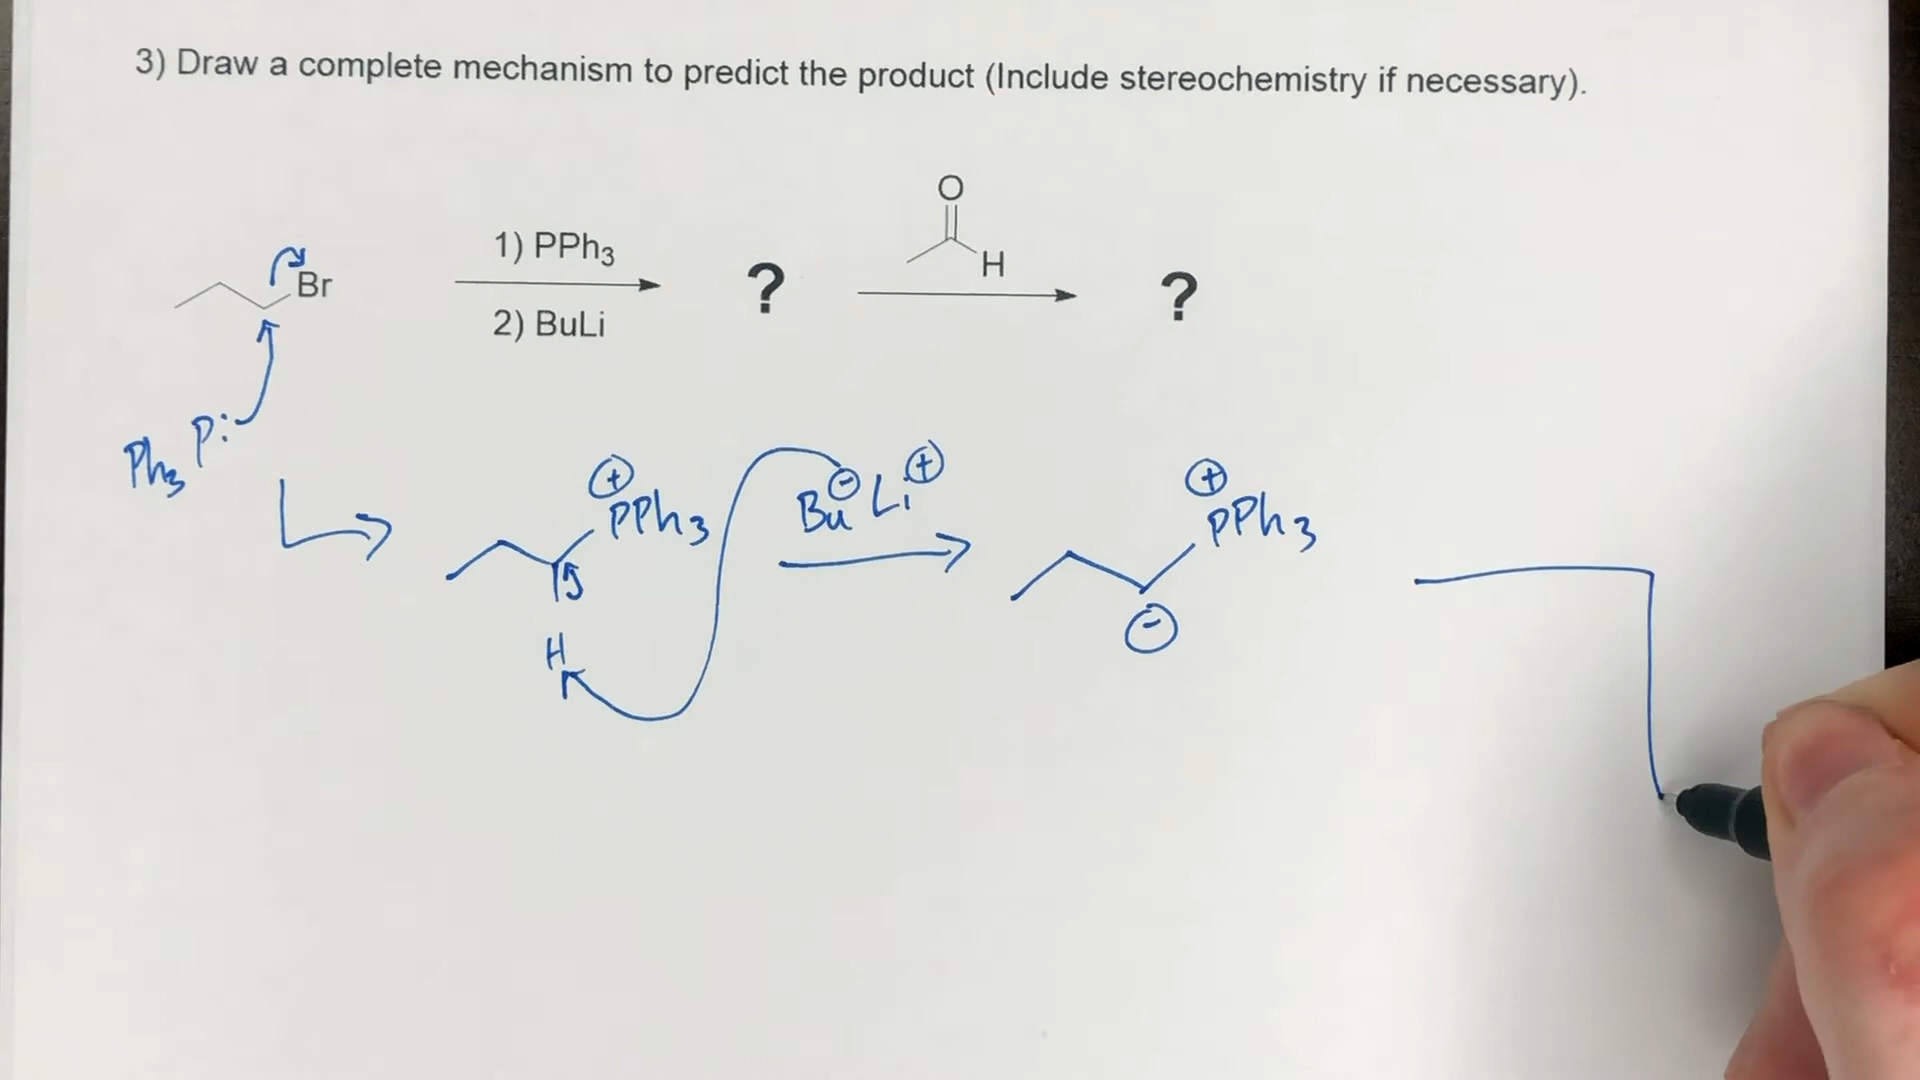 3) Draw a complete mechanism to predict the product (Include stereochemistry if necessary).
O
H
Br
1) PPh3
2) BuLi
?
?
Ph3 P:
⊕
PPh3
H
Bu⊖ Li⊕
⊕
PPh3
⊖